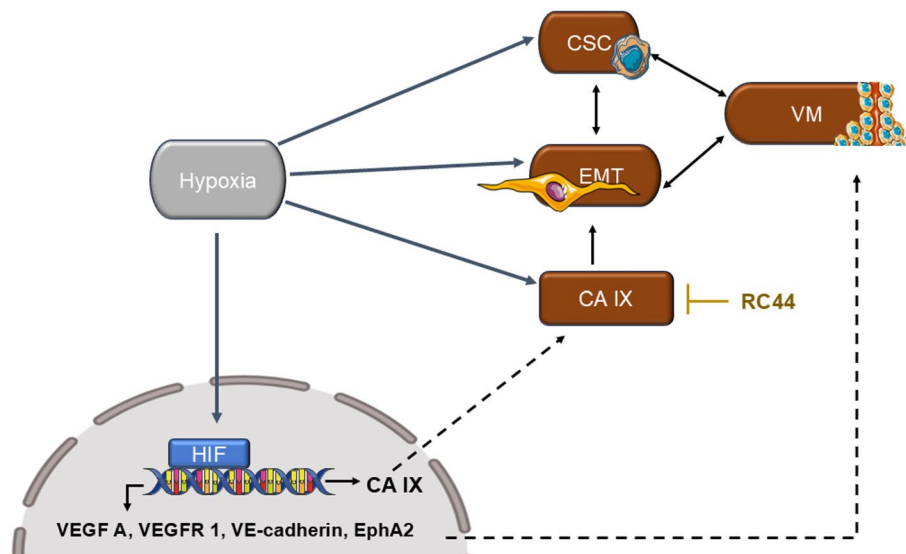 CSC
VM
Hypoxia
EMT
CA IX
RC44
HIF
CA IX
VEGF A, VEGFR 1, VE-cadherin, EphA2